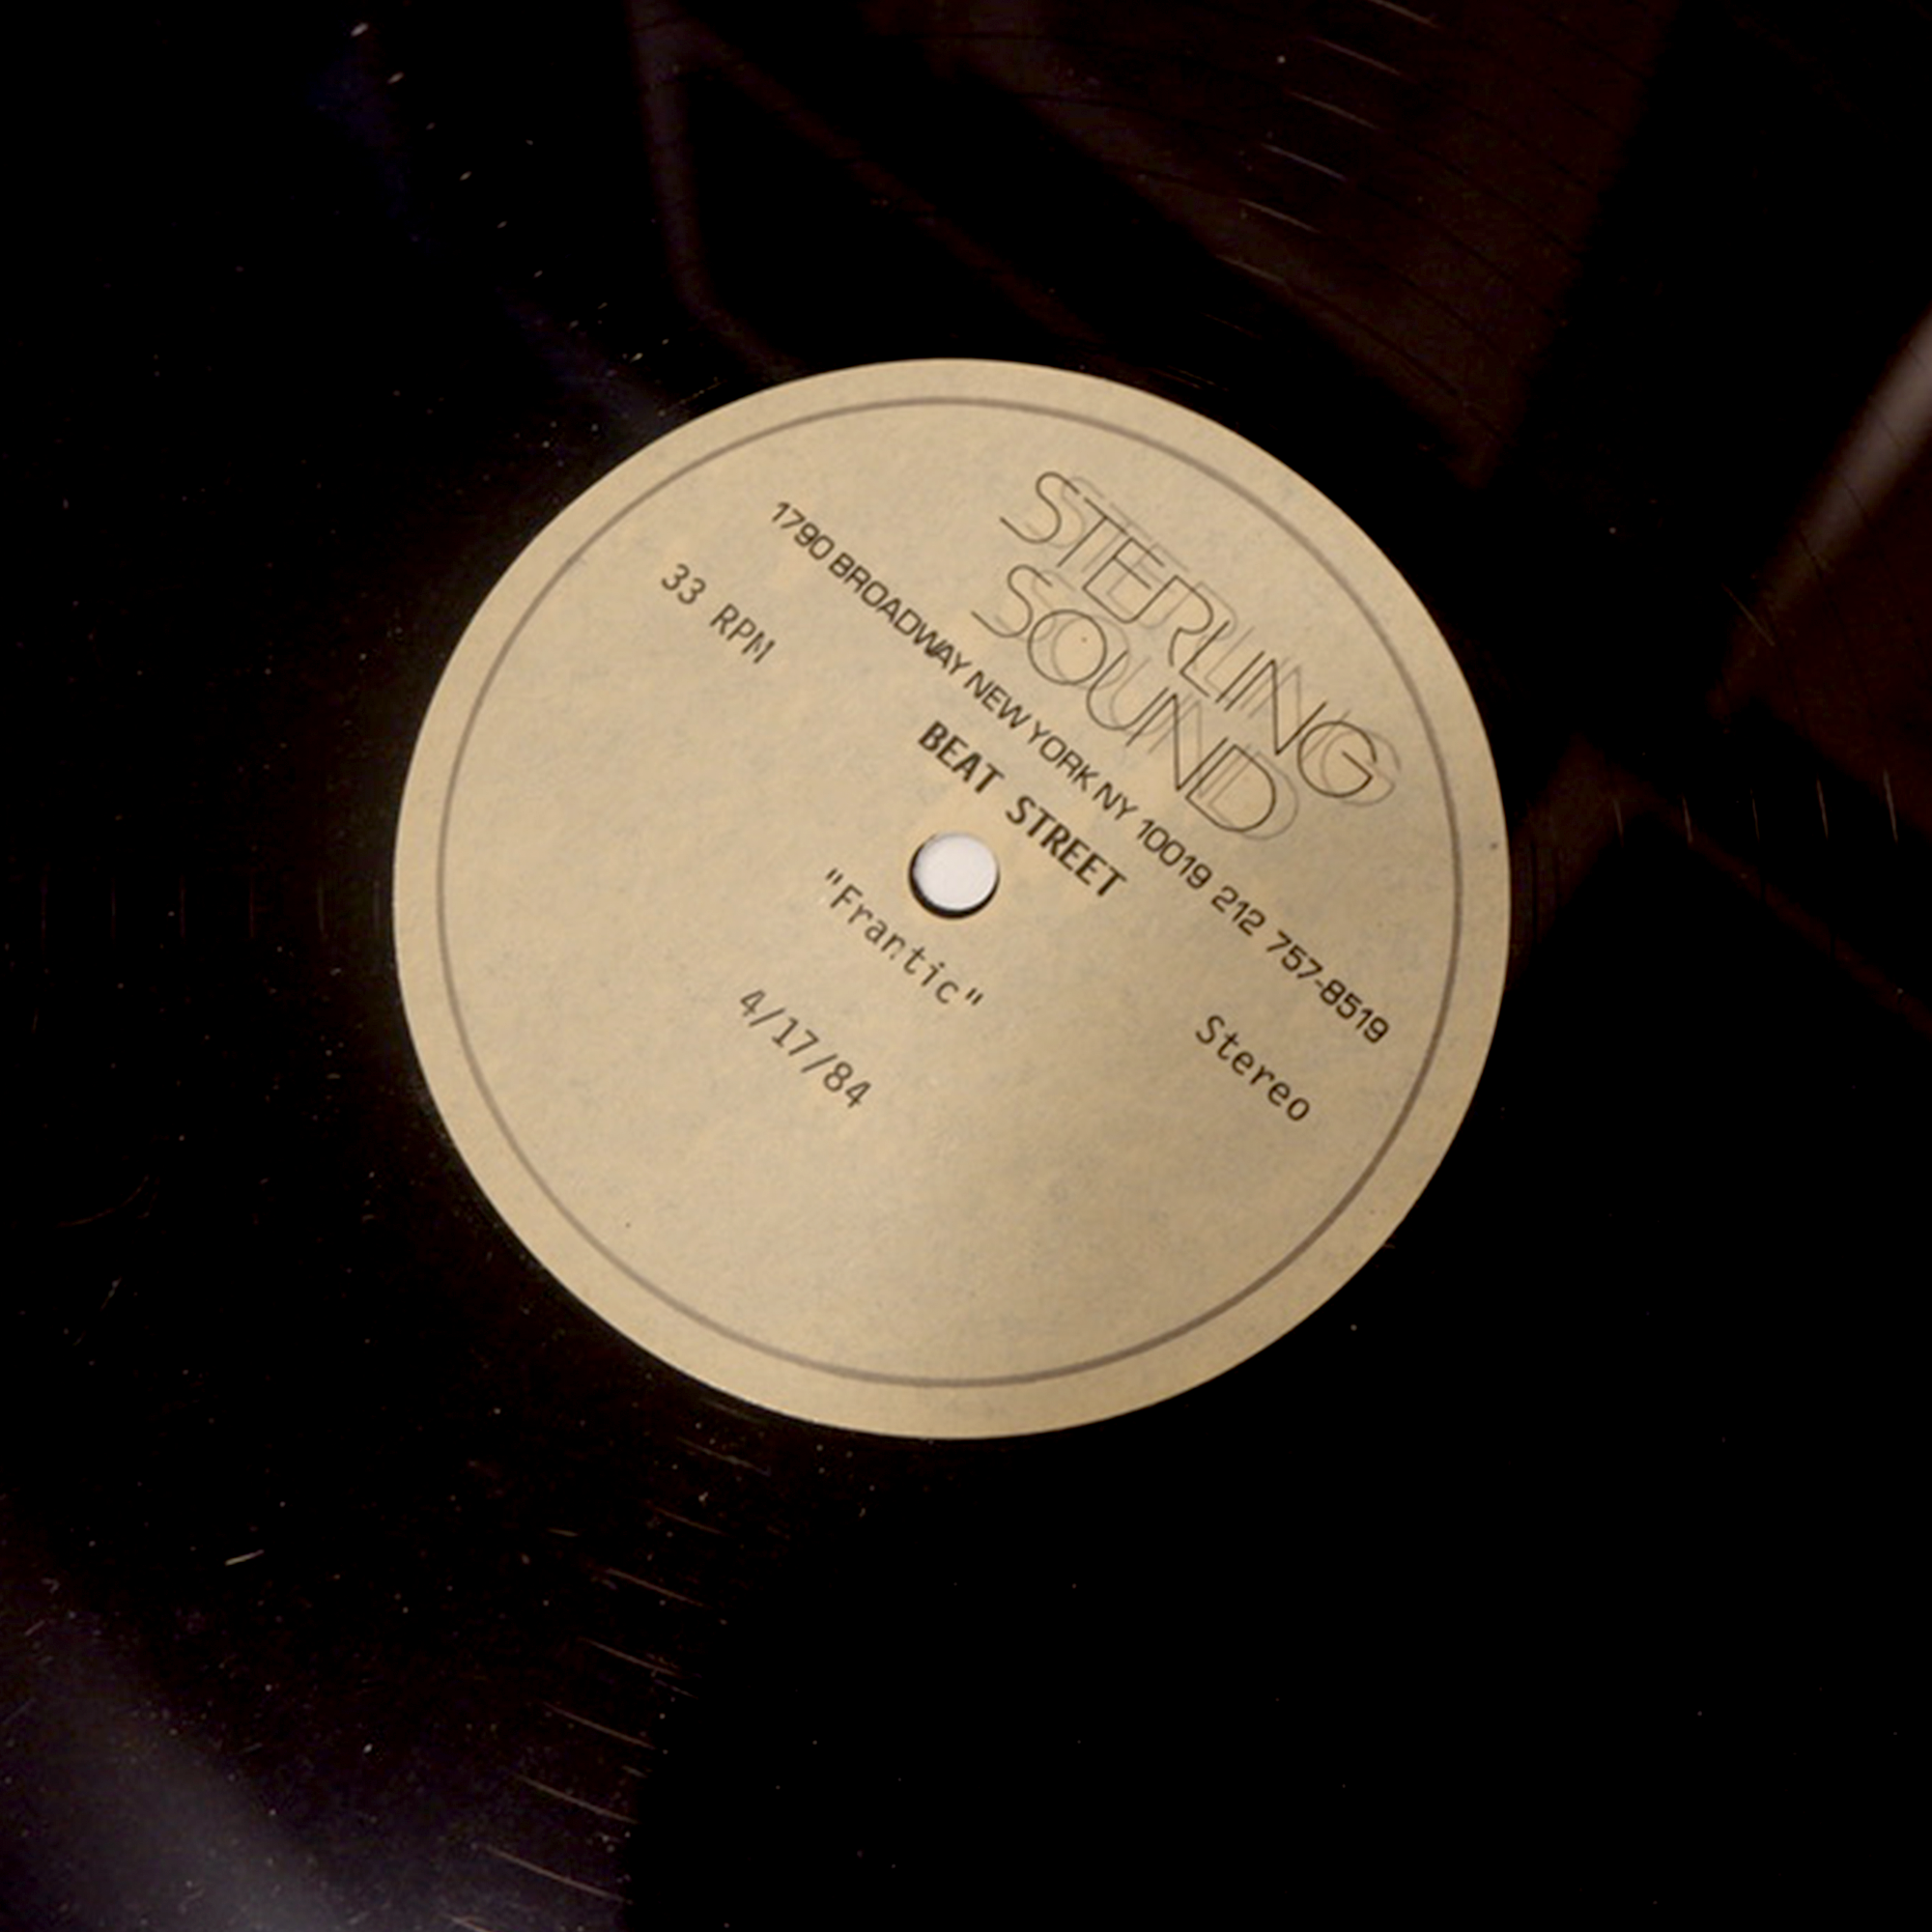 STERLING
SOUND
1790 BROADWAY NEW YORK NY 10019 212 757-8519
33 RPM
Stereo
BEAT STREET
"Frantic"
4/17/84